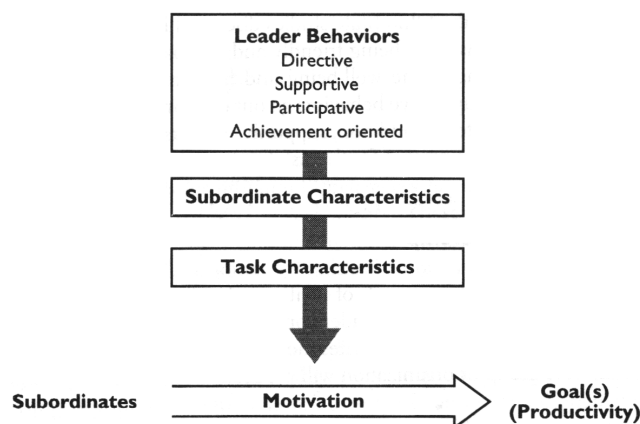 Leader Behaviors
Directive
Supportive
Participative
Achievement oriented
Subordinate Characteristics
Task Characteristics
Subordinates
Motivation
Goal(s)
(Productivity)